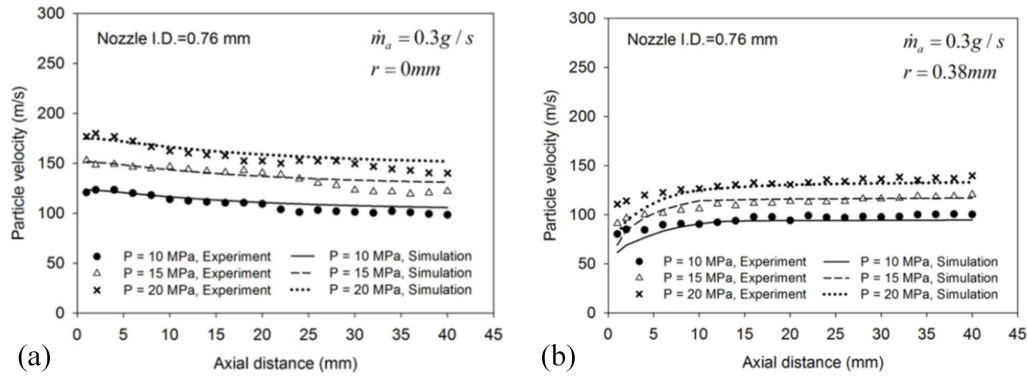 300
250
200
150
100
50
0
Particle velocity (m/s)
Nozzle I.D.=0.76 mm
ṁₐ = 0.3g / s
r = 0mm
P = 10 MPa, Experiment
P = 15 MPa, Experiment
P = 20 MPa, Experiment
P = 10 MPa, Simulation
P = 15 MPa, Simulation
P = 20 MPa, Simulation
0 5 10 15 20 25 30 35 40 45
(a)
Axial distance (mm)
300
250
200
150
100
50
0
Particle velocity (m/s)
Nozzle I.D.=0.76 mm
ṁₐ = 0.3g / s
r = 0.38mm
P = 10 MPa, Experiment
P = 15 MPa, Experiment
P = 20 MPa, Experiment
P = 10 MPa, Simulation
P = 15 MPa, Simulation
P = 20 MPa, Simulation
0 5 10 15 20 25 30 35 40 45
(b)
Axial distance (mm)